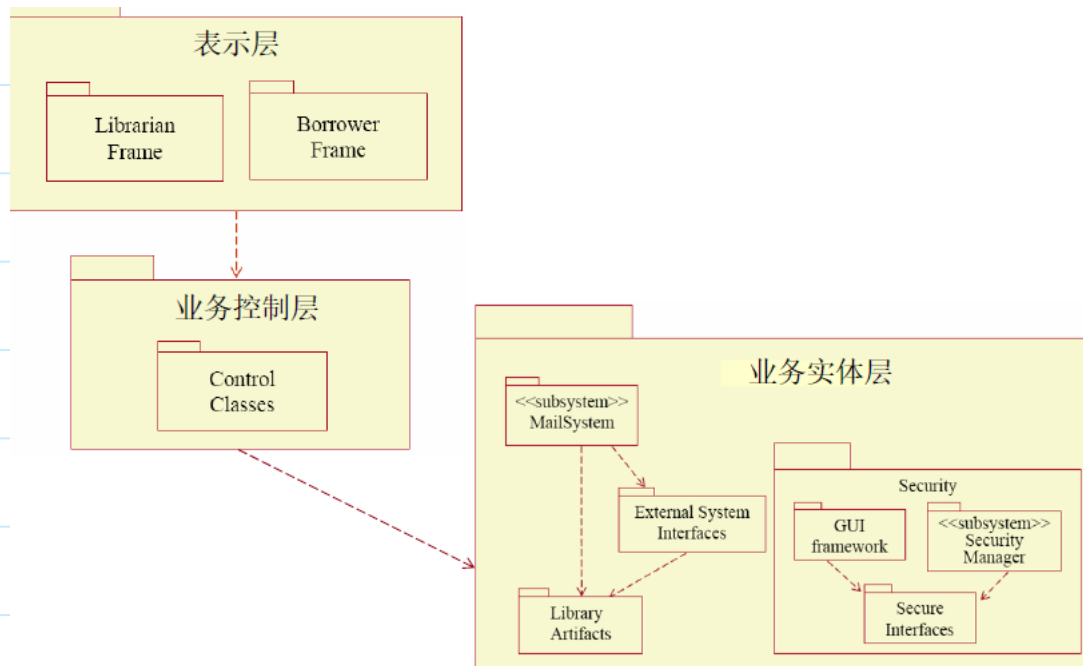 表示层
Librarian
Frame
Borrower
Frame
业务控制层
Control
Classes
业务实体层
<<subsystem>>
MailSystem
External System
Interfaces
Library
Artifacts
Security
GUI
framework
<<subsystem>>
Security
Manager
Secure
Interfaces